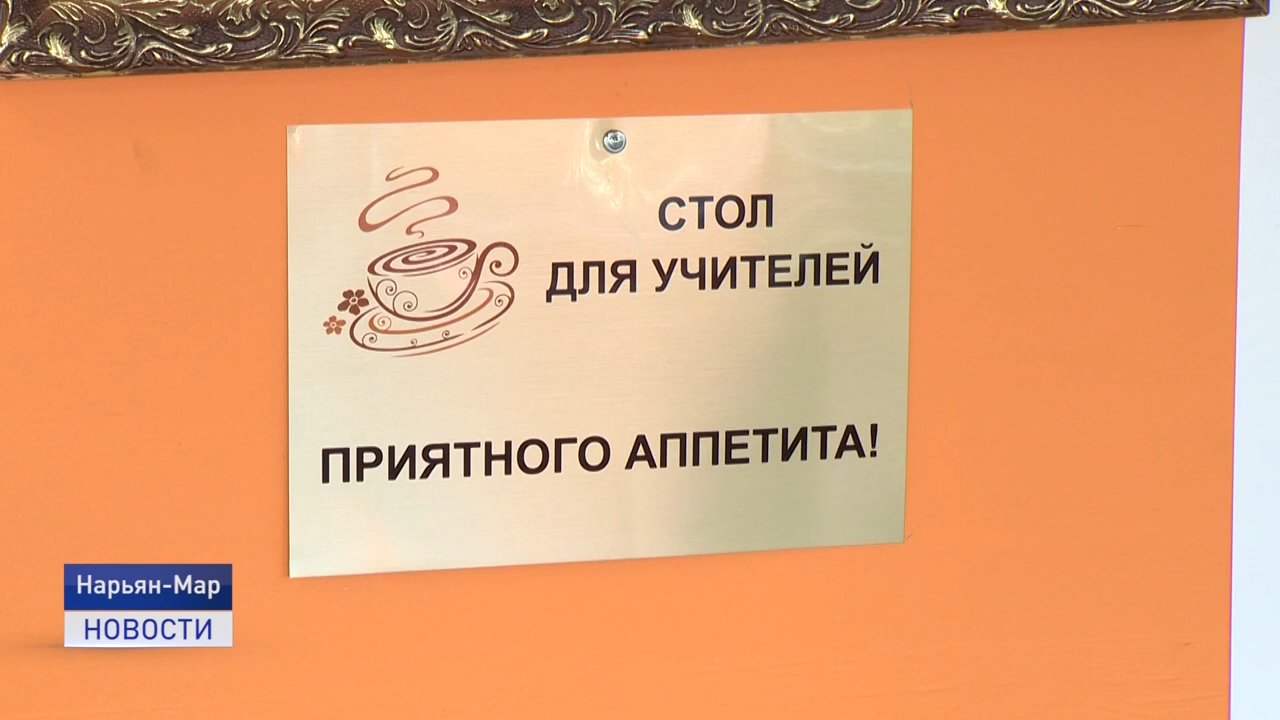 СТОЛ
ДЛЯ УЧИТЕЛЕЙ
ПРИЯТНОГО АППЕТИТА!
Нарьян-Мар
НОВОСТИ